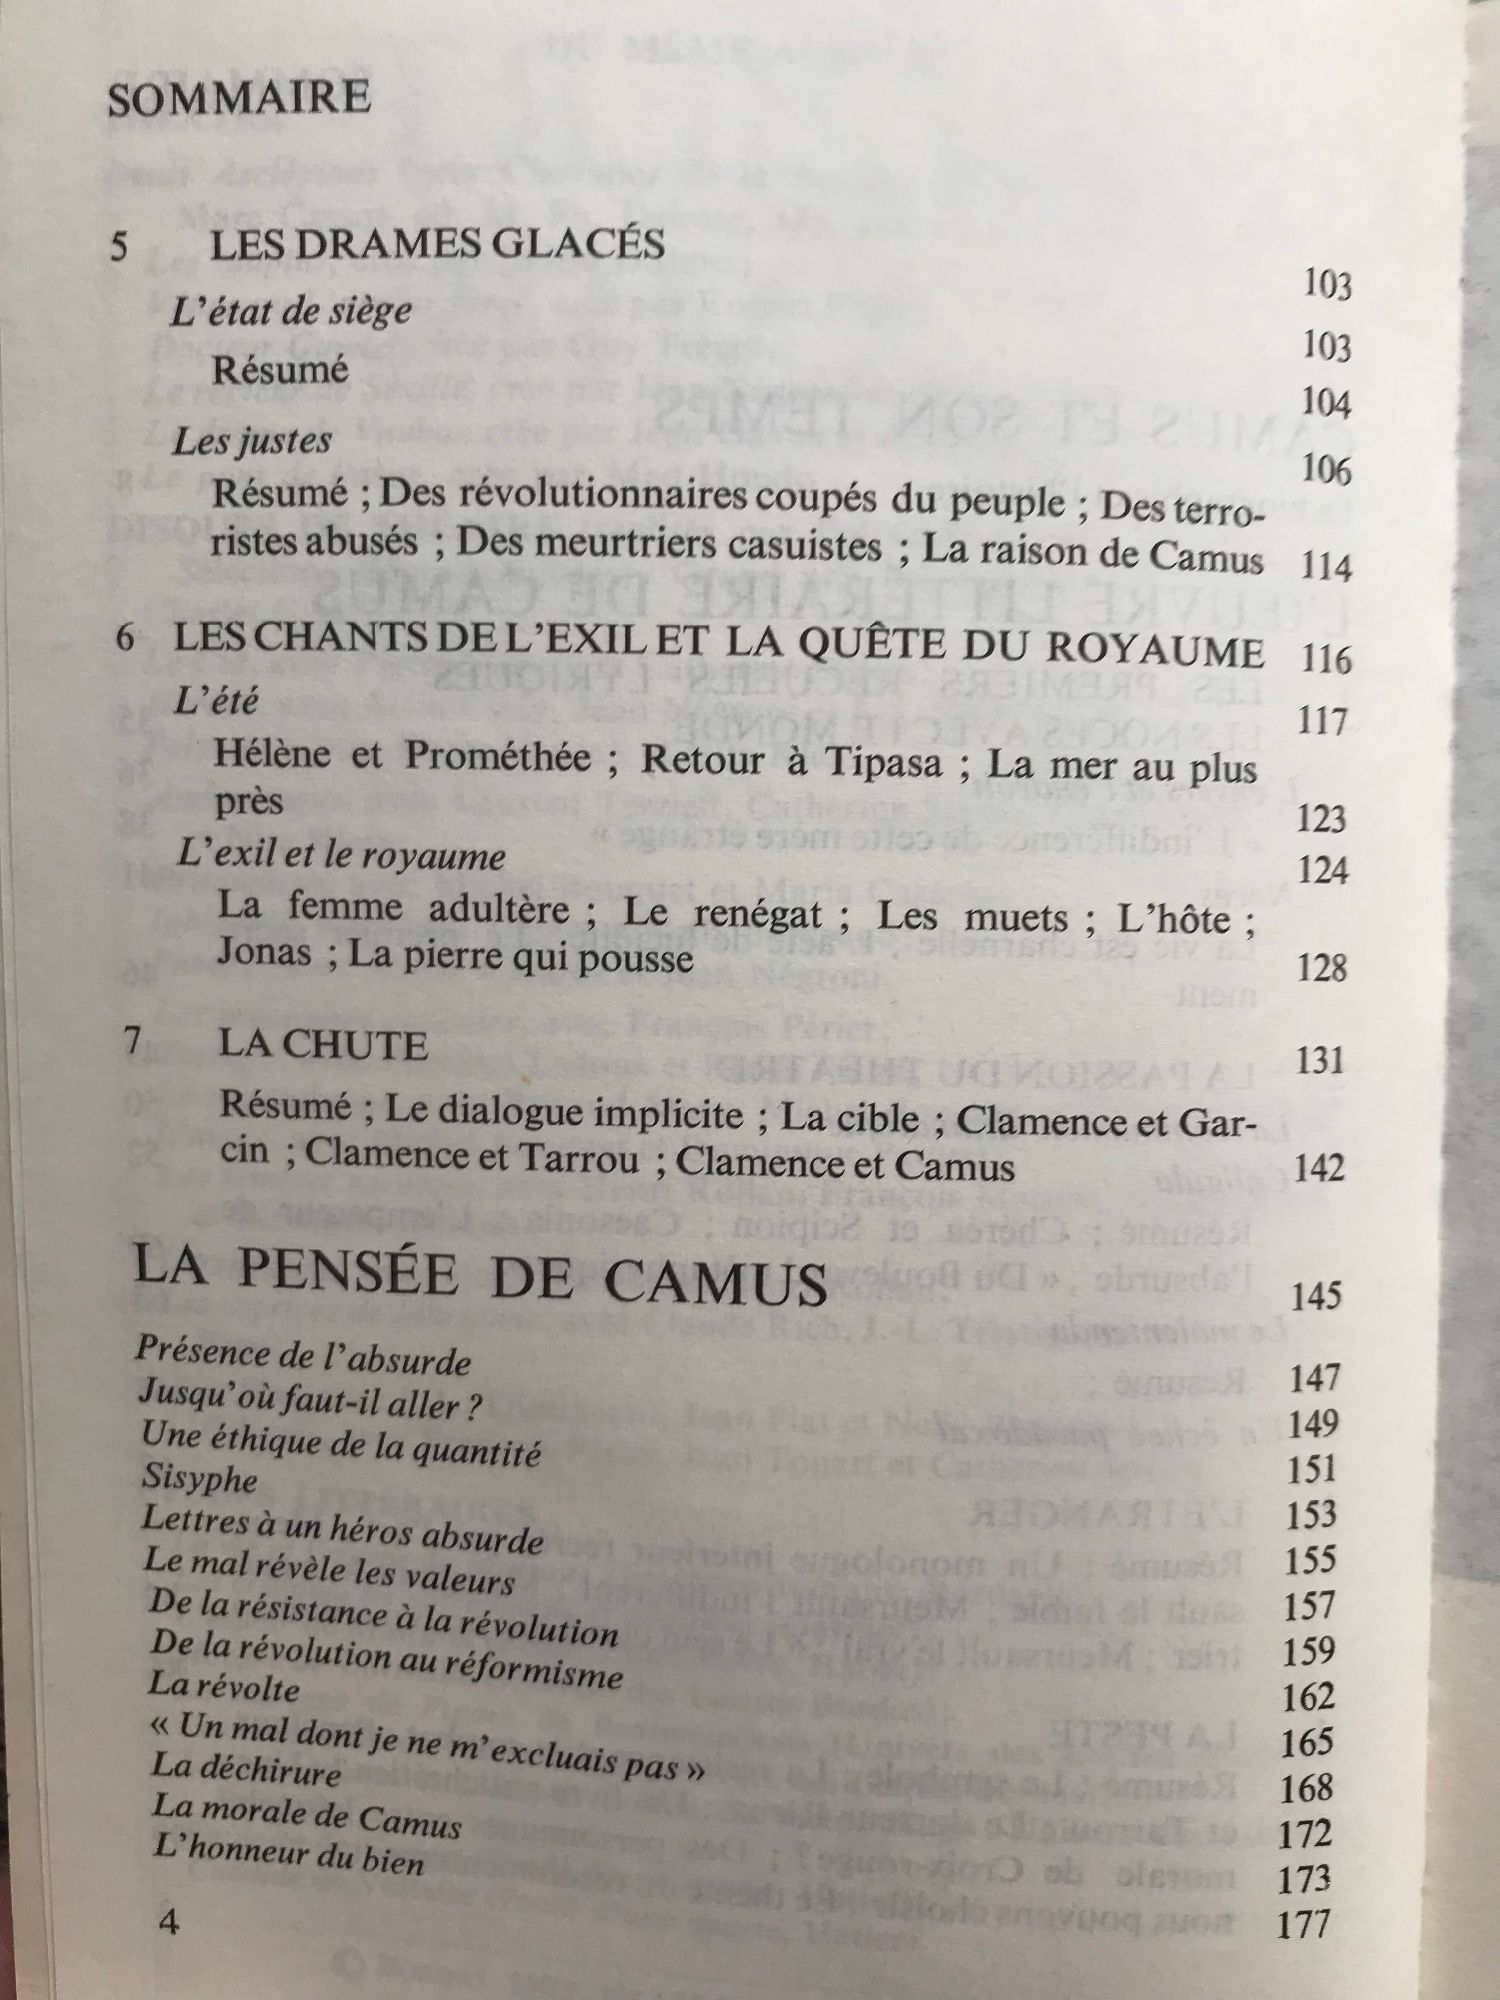 SOMMAIRE
5 LES DRAMES GLACÉS 103
L'état de siège 103
Résumé 104
Les justes 106
Résumé ; Des révolutionnaires coupés du peuple ; Des terro-
ristes abusés ; Des meurtriers casuistes ; La raison de Camus 114
6 LES CHANTS DE L'EXIL ET LA QUÊTE DU ROYAUME 116
L'été 117
Hélène et Prométhée ; Retour à Tipasa ; La mer au plus
près 123
L'exil et le royaume 124
La femme adultère ; Le renégat ; Les muets ; L'hôte ;
Jonas ; La pierre qui pousse 128
7 LA CHUTE 131
Résumé ; Le dialogue implicite ; La cible ; Clamence et Gar-
cin ; Clamence et Tarrou ; Clamence et Camus 142
LA PENSÉE DE CAMUS 145
Présence de l'absurde 147
Jusqu'où faut-il aller ? 149
Une éthique de la quantité 151
Sisyphe 153
Lettres à un héros absurde 155
Le mal révèle les valeurs 157
De la résistance à la révolution 159
De la révolution au réformisme 162
La révolte 165
« Un mal dont je ne m'excluais pas » 168
La déchirure 172
La morale de Camus 173
L'honneur du bien 177
4